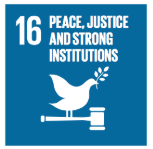 16 PEACE, JUSTICE
AND STRONG
INSTITUTIONS